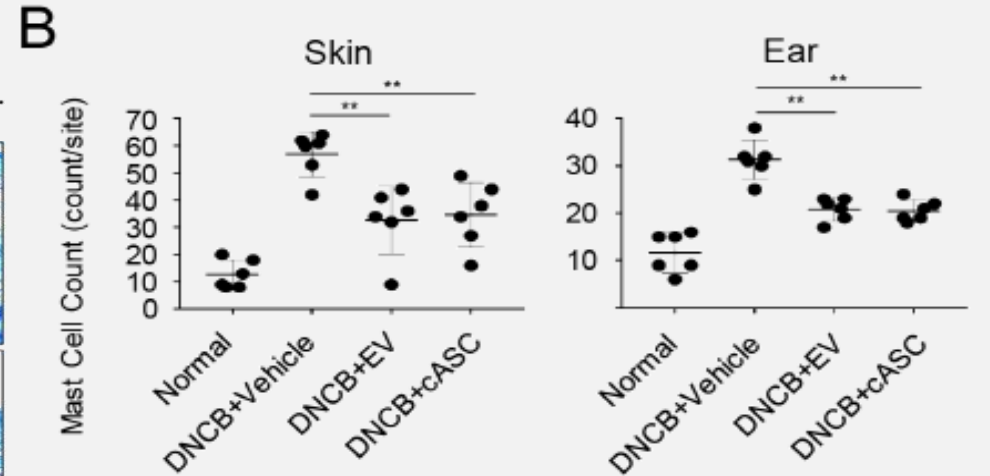 B
Skin
Ear
**
**
**
**
Mast Cell Count (count/site)
70
60
50
40
30
20
10
0
40
30
20
10
Normal
DNCB+Vehicle
DNCB+EV
DNCB+cASC
Normal
DNCB+Vehicle
DNCB+EV
DNCB+cASC